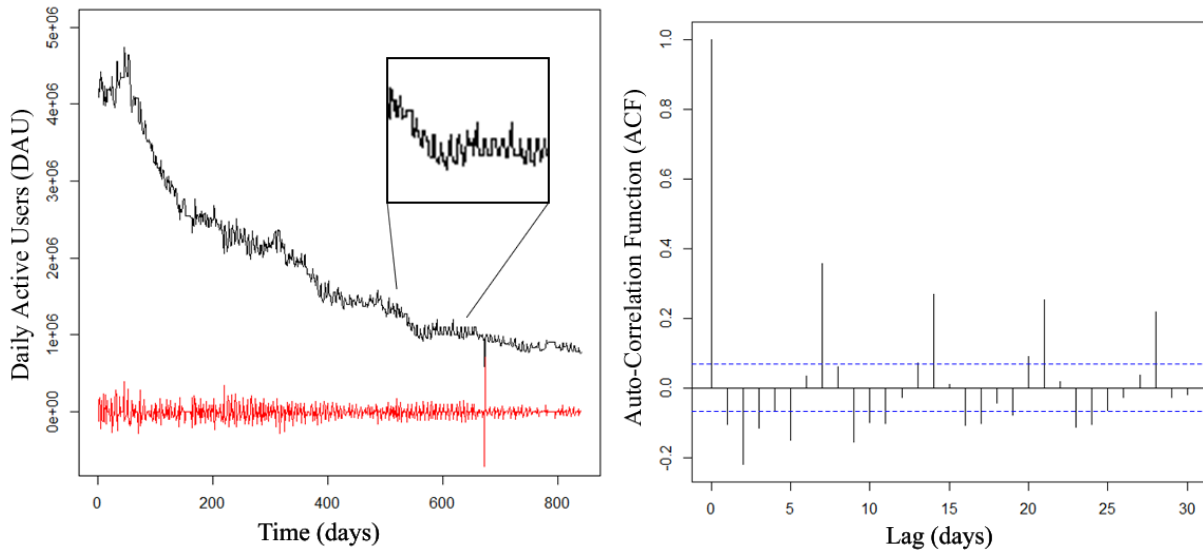 Daily Active Users (DAU)
5e+06
4e+06
3e+06
2e+06
1e+06
0e+00
0 200 400 600 800
Time (days)
Auto-Correlation Function (ACF)
1.0
0.8
0.6
0.4
0.2
0.0
-0.2
0 5 10 15 20 25 30
Lag (days)